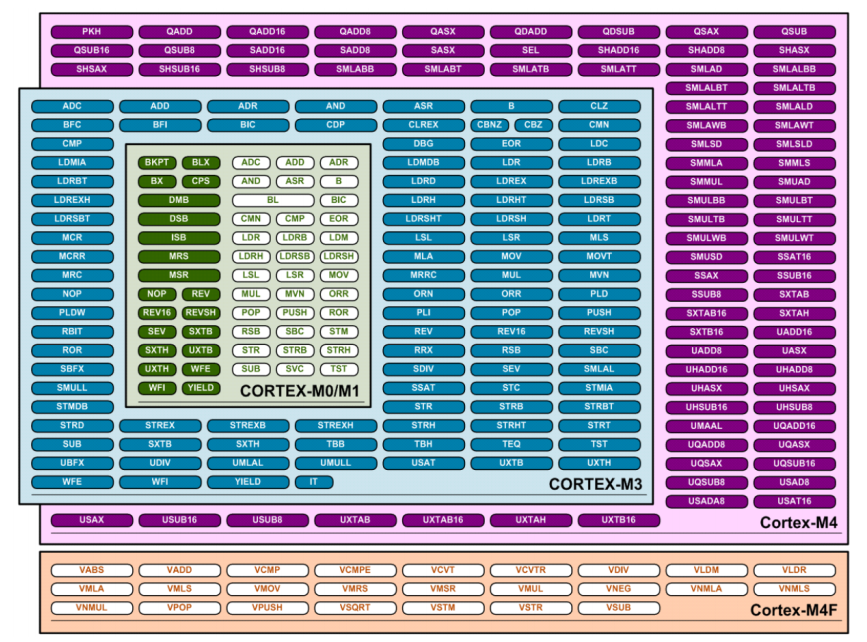 PKH QADD QADD16 QADD8 QASX QDADD QDSUB QSAX QSUB
QSUB16 QSUB8 SADD16 SADD8 SASX SEL SHADD16 SHADD8 SHASX
SHSAX SHSUB16 SHSUB8 SMLABB SMLABT SMLATB SMLATT SMLAD SMLALBB
SMLALBT SMLALTB
ADC ADD ADR AND ASR B CLZ SMLALTT SMLALD
BFC BFI BIC CDP CLREX CBNZ CBZ CMN SMLAWB SMLAWT
CMP DBG EOR LDC SMLSD SMLSLD
LDMIA BKPT BLX ADC ADD ADR LDMDB LDR LDRB SMMLA SMMLS
LDRBT BX CPS AND ASR B LDRD LDREX LDREXB SMMUL SMUAD
LDREXH DMB BL BIC LDRH LDRHT LDRSB SMULBB SMULBT
LDRSBT DSB CMN CMP EOR LDRSHT LDRSH LDRT SMULTB SMULTT
MCR ISB LDR LDRB LDM LSL LSR MLS SMULWB SMULWT
MCRR MRS LDRH LDRSB LDRSH MLA MOV MOVT SMUSD SSAT16
MRC MSR LSL LSR MOV MRRC MUL MVN SSAX SSUB16
NOP NOP REV MUL MVN ORR ORN ORR PLD SSUB8 SXTAB
PLDW REV16 REVSH POP PUSH ROR PLI POP PUSH SXTAB16 SXTAH
RBIT SEV SXTB RSB SBC STM REV REV16 REVSH SXTB16 UADD16
ROR SXTH UXTB STR STRB STRH RRX RSB SBC UADD8 UASX
SBFX UXTH WFE SUB SVC TST SDIV SEV SMLAL UHADD16 UHADD8
SMULL WFI YIELD CORTEX-M0/M1 SSAT STC STMIA UHASX UHSAX
STMDB STR STRB STRBT UHSUB16 UHSUB8
STRD STREX STREXB STREXH STRH STRHT STRT UMAAL UQADD16
SUB SXTB SXTH TBB TBH TEQ TST UQADD8 UQASX
UBFX UDIV UMLAL UMULL USAT UXTB UXTH UQSAX UQSUB16
WFE WFI YIELD IT CORTEX-M3 UQSUB8 USAD8
USADA8 USAT16
USAX USUB16 USUB8 UXTAB UXTAB16 UXTAH UXTB16 Cortex-M4
VABS VADD VCMP VCMPE VCVT VCVTR VDIV VLDM VLDR
VMLA VMLS VMOV VMRS VMSR VMUL VNEG VNMLA VNMLS
VNMUL VPOP VPUSH VSQRT VSTM VSTR VSUB Cortex-M4F